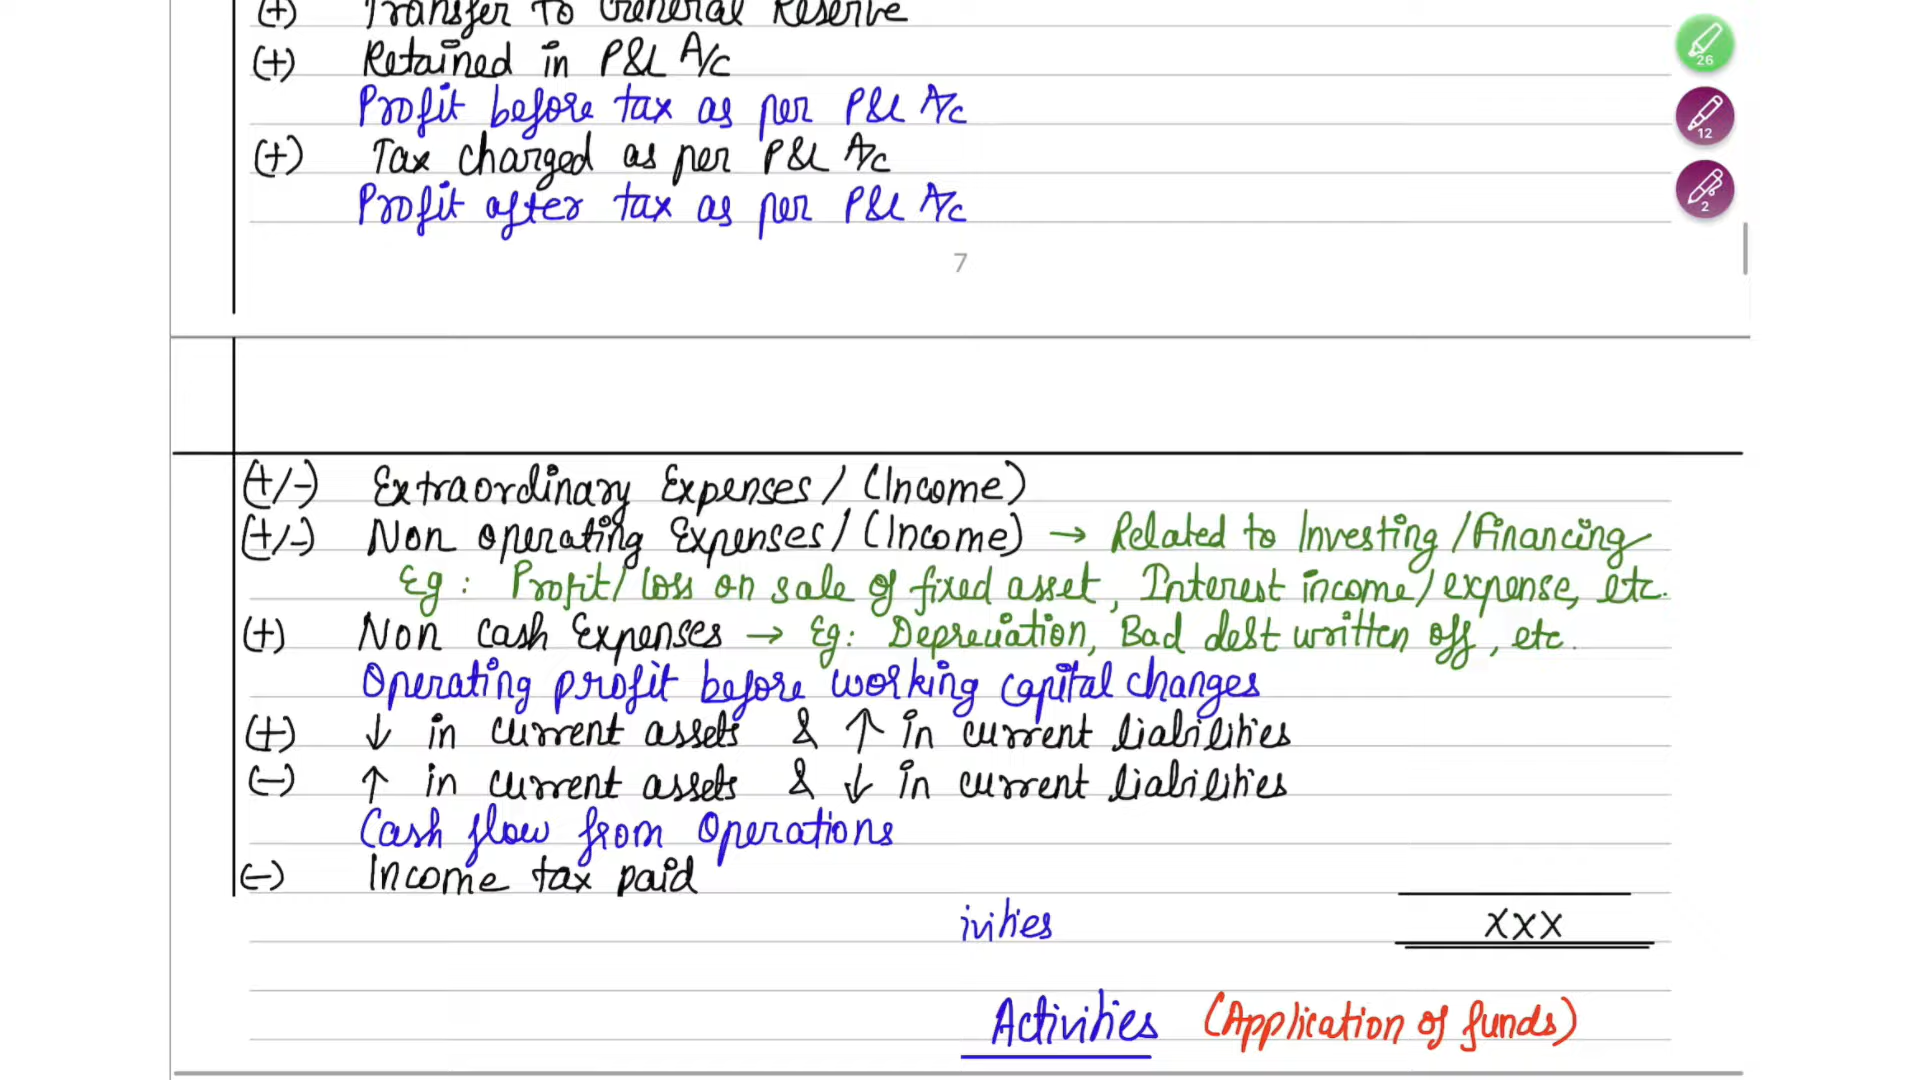 (+) Transfer to General Reserve
(+) Retained in P&L A/c
Profit before tax as per P&L A/c
(+) Tax charged as per P&L A/c
Profit after tax as per P&L A/c
7
(+/-) Extraordinary Expenses / (Income)
(+/-) Non operating Expenses / (Income) → Related to Investing / Financing
Eg : Profit / loss on sale of fixed asset, Interest income / expense, etc.
(+) Non cash Expenses → Eg: Depreciation, Bad debt written off, etc.
Operating profit before working capital changes
(+) ↓ in current assets & ↑ in current liabilities
(-) ↑ in current assets & ↓ in current liabilities
Cash flow from Operations
(-) Income tax paid
ivities XXX
Activities (Application of funds)
26
12
2